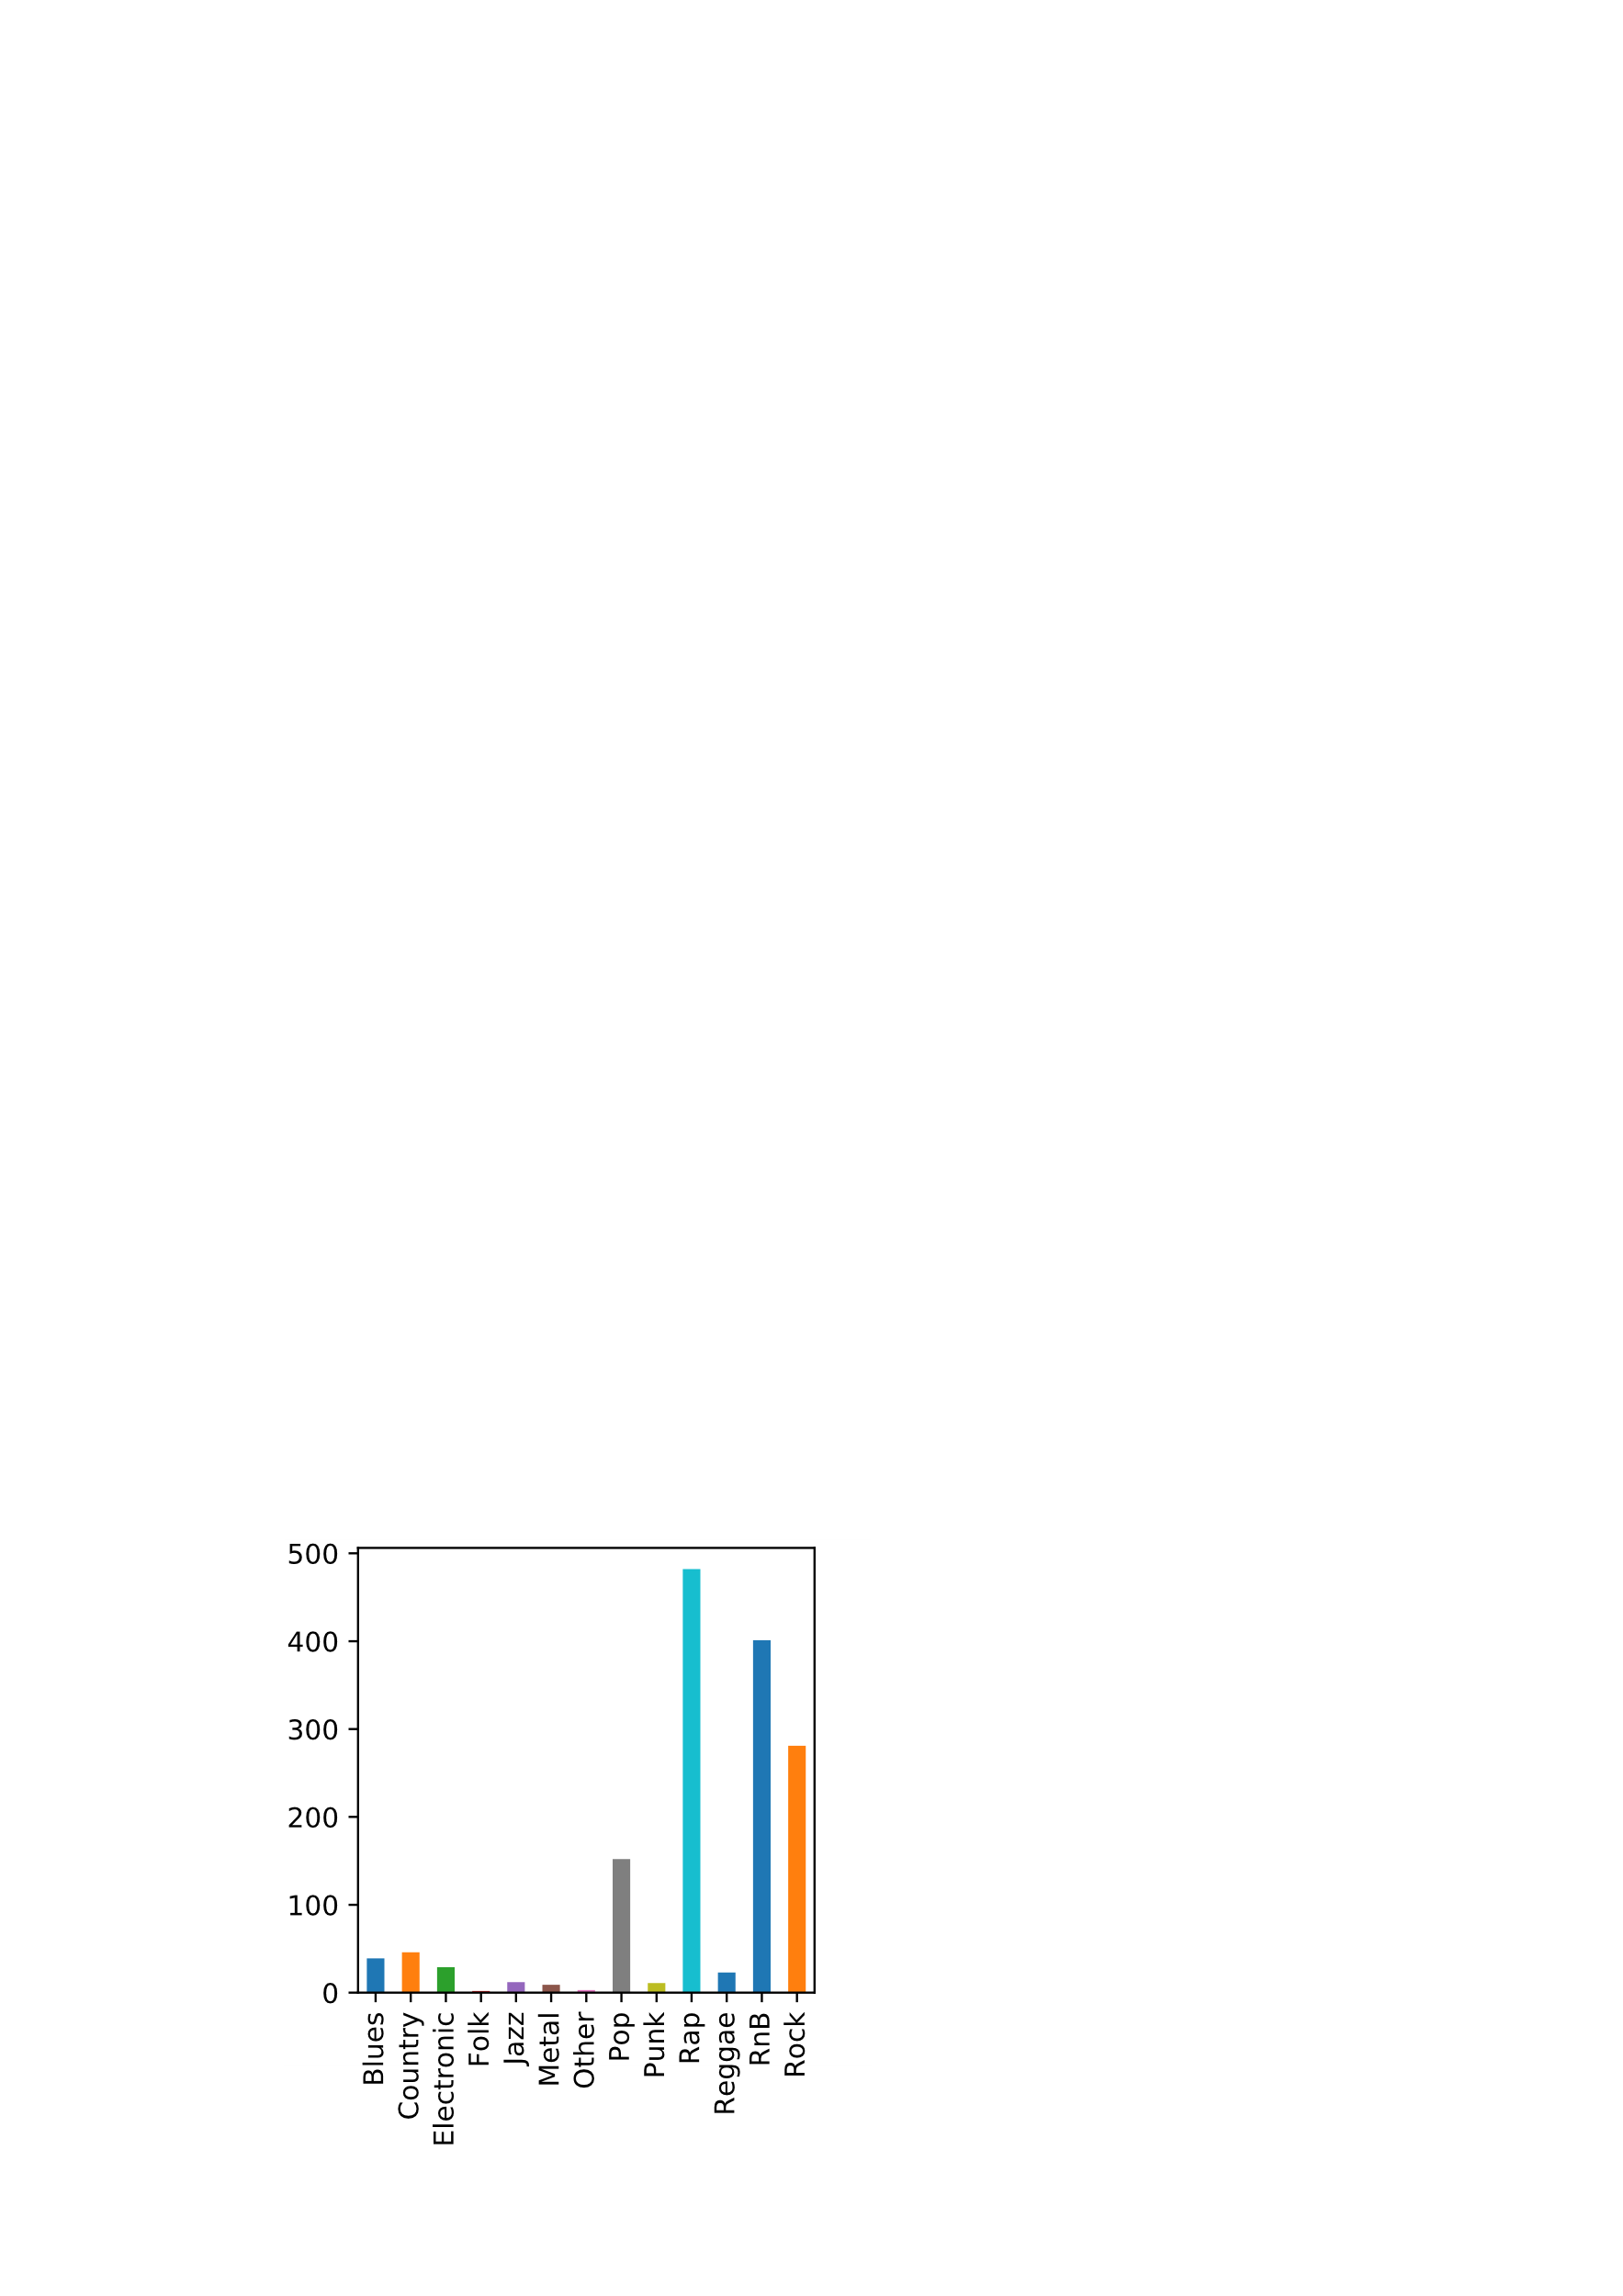 500
400
300
200
100
0
Blues
Country
Electronic
Folk
Jazz
Metal
Other
Pop
Punk
Rap
Reggae
RnB
Rock